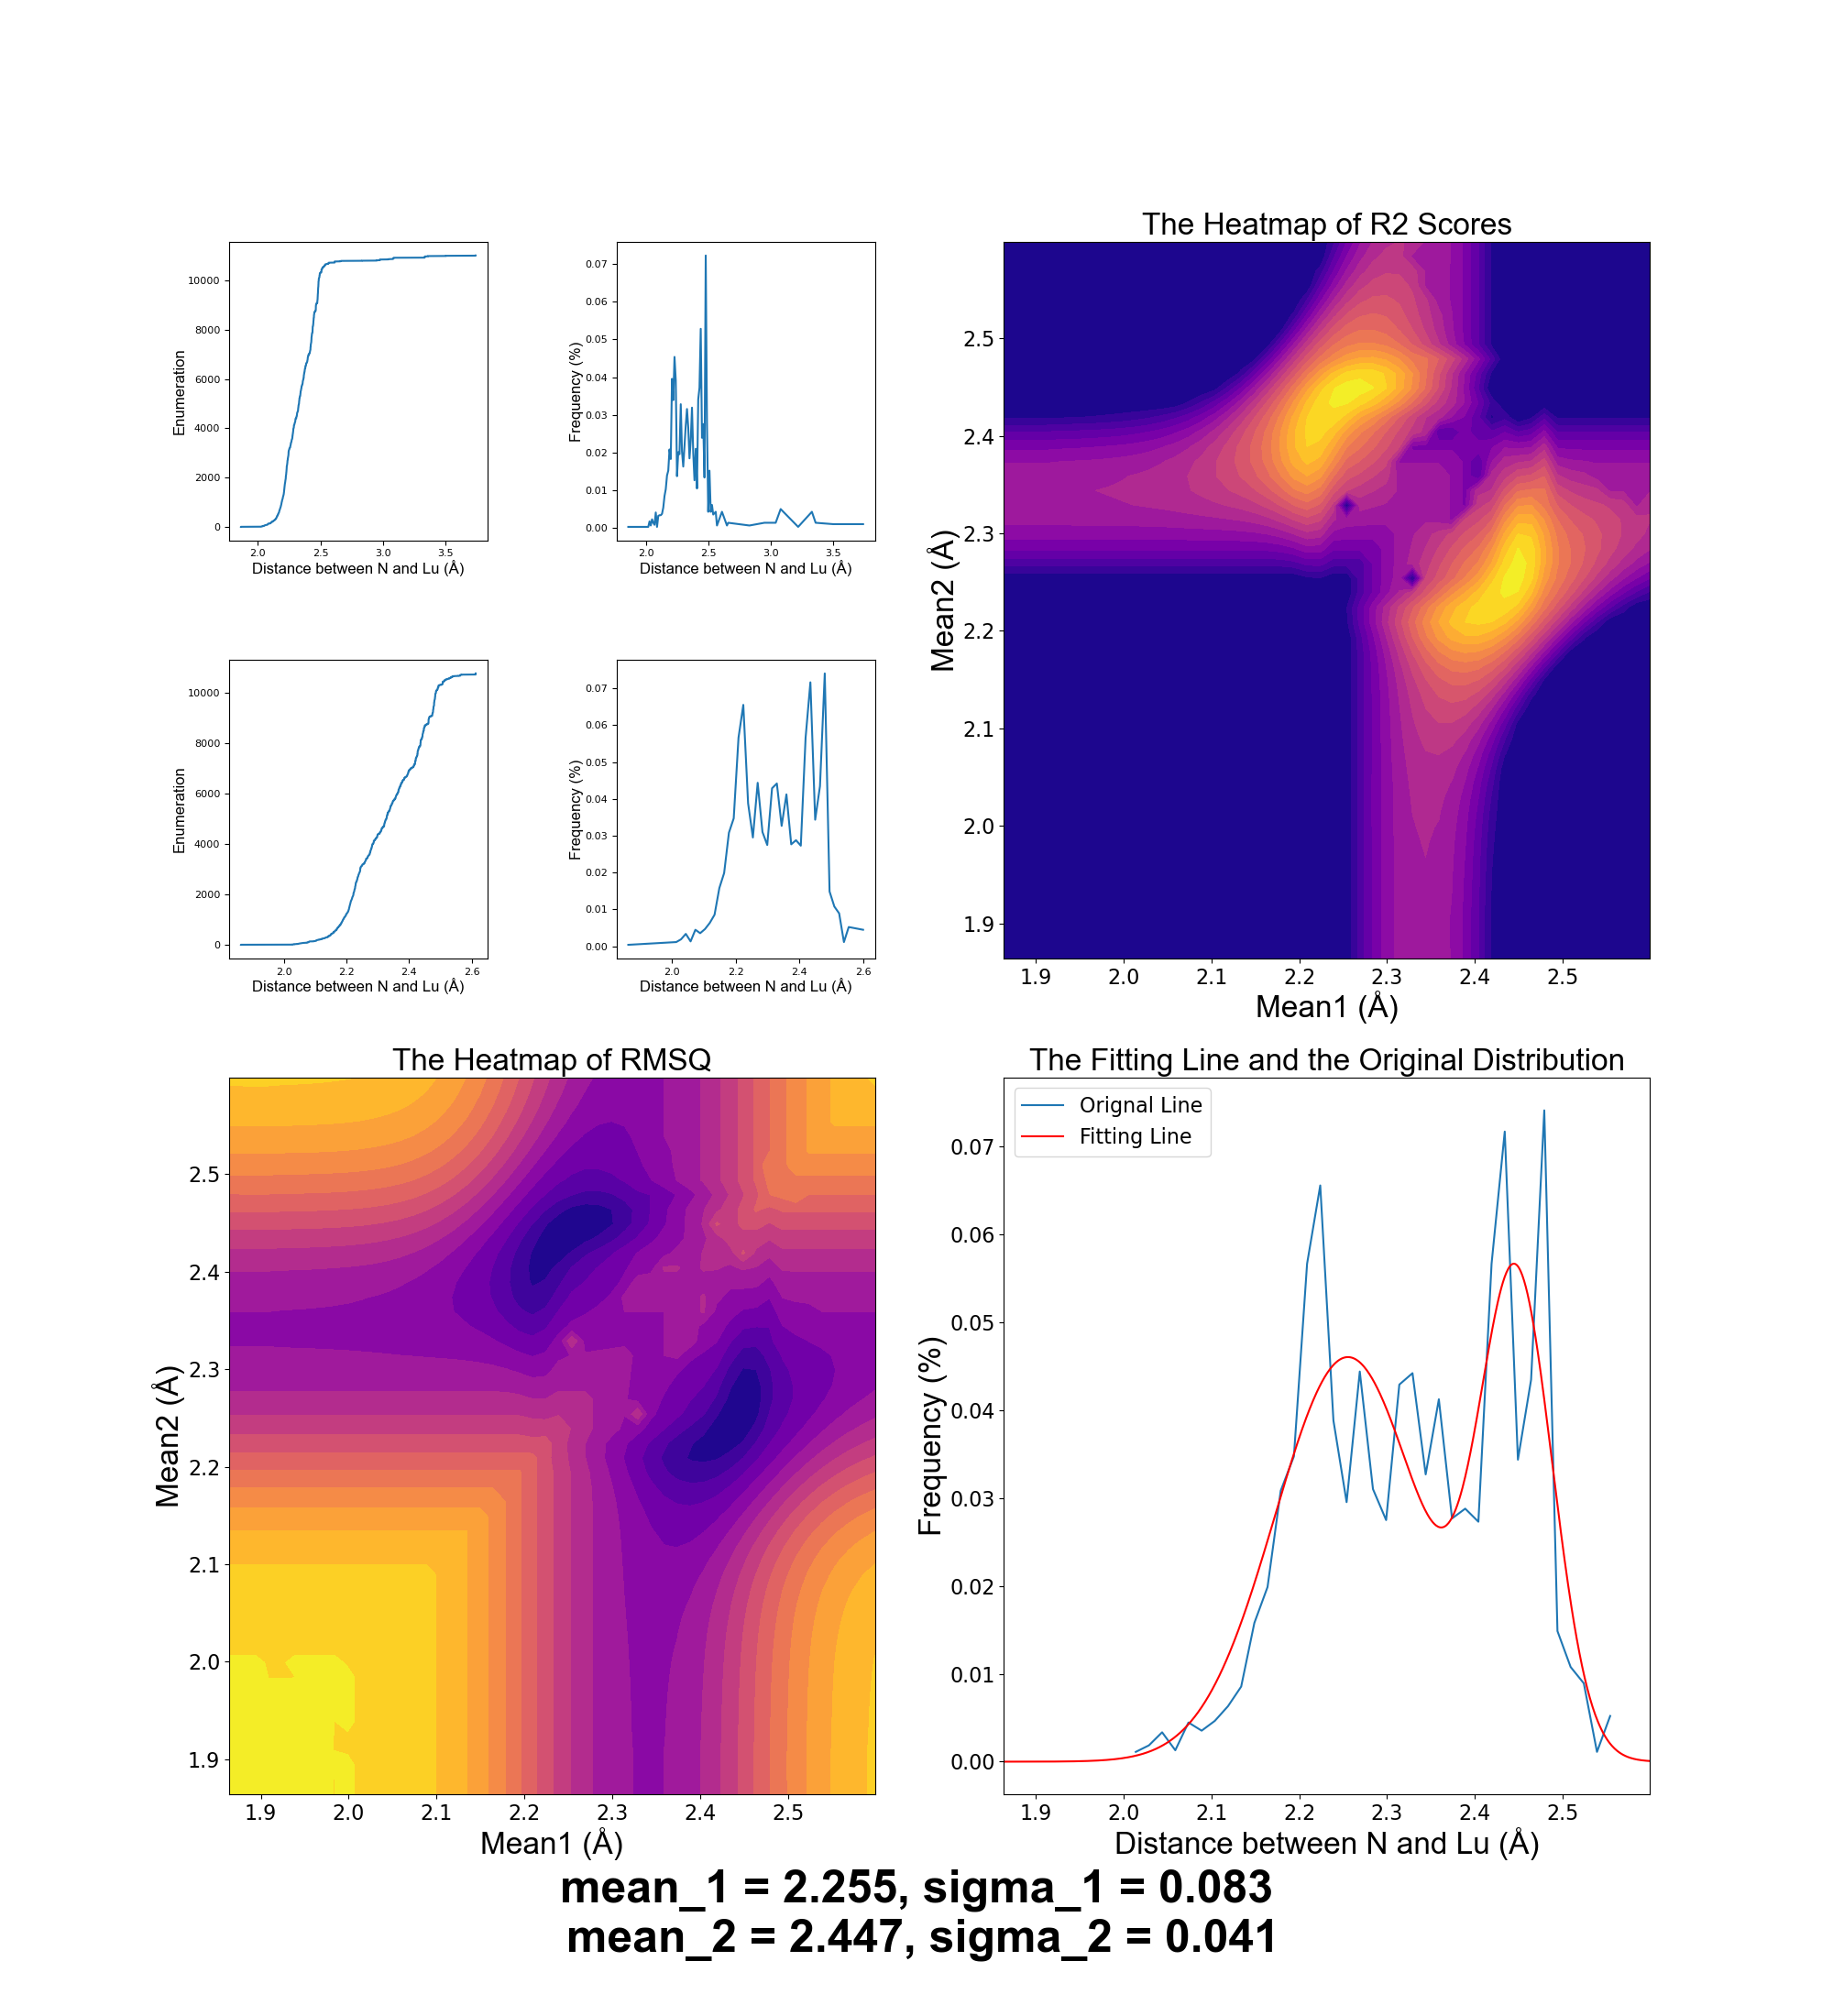 10000
8000
6000
4000
2000
0
Enumeration
2.0 2.5 3.0 3.5
Distance between N and Lu (Å)
0.07
0.06
0.05
0.04
0.03
0.02
0.01
0.00
Frequency (%)
2.0 2.5 3.0 3.5
Distance between N and Lu (Å)
10000
8000
6000
4000
2000
0
Enumeration
2.0 2.2 2.4 2.6
Distance between N and Lu (Å)
0.07
0.06
0.05
0.04
0.03
0.02
0.01
0.00
Frequency (%)
2.0 2.2 2.4 2.6
Distance between N and Lu (Å)
The Heatmap of R2 Scores
2.5
2.4
2.3
2.2
2.1
2.0
1.9
Mean2 (Å)
1.9 2.0 2.1 2.2 2.3 2.4 2.5
Mean1 (Å)
The Heatmap of RMSQ
2.5
2.4
2.3
2.2
2.1
2.0
1.9
Mean2 (Å)
1.9 2.0 2.1 2.2 2.3 2.4 2.5
Mean1 (Å)
The Fitting Line and the Original Distribution
Orignal Line
Fitting Line
0.07
0.06
0.05
0.04
0.03
0.02
0.01
0.00
Frequency (%)
1.9 2.0 2.1 2.2 2.3 2.4 2.5
Distance between N and Lu (Å)
mean_1 = 2.255, sigma_1 = 0.083
mean_2 = 2.447, sigma_2 = 0.041